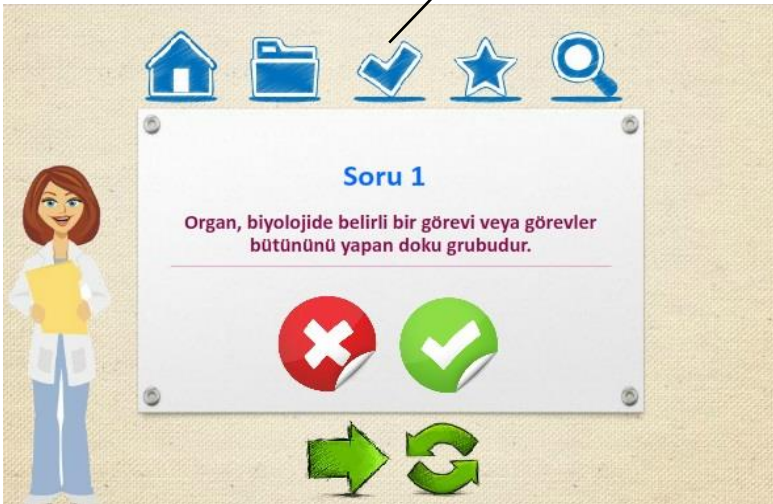 Soru 1
Organ, biyolojide belirli bir görevi veya görevler
bütününü yapan doku grubudur.